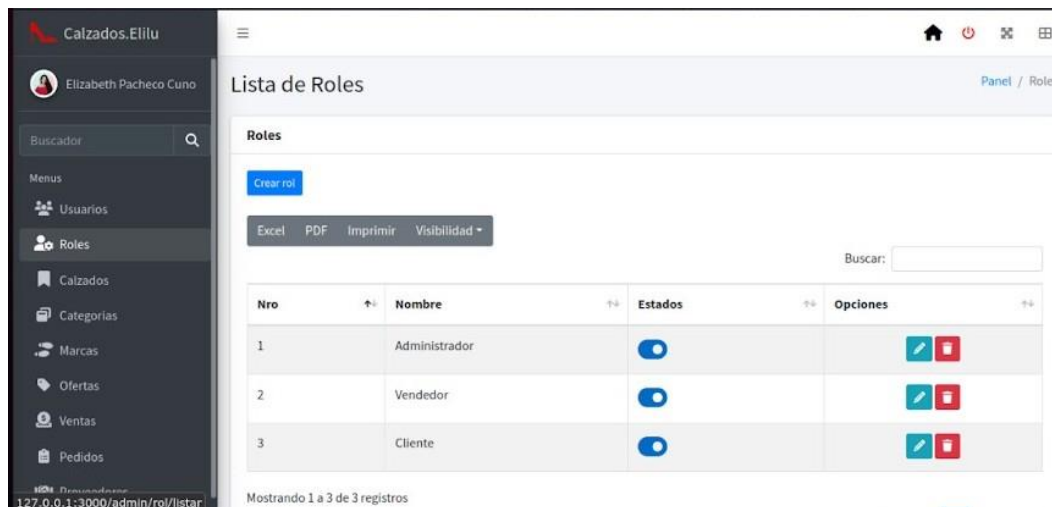 Calzados.Elilu
Elizabeth Pacheco Cuno
Buscador
Menus
Usuarios
Roles
Calzados
Categorias
Marcas
Ofertas
Ventas
Pedidos
Proveedores
127.0.0.1:3000/admin/rol/listar
Lista de Roles
Panel / Role
Roles
Crear rol
Excel PDF Imprimir Visibilidad
Buscar:
Nro Nombre Estados Opciones
1 Administrador
2 Vendedor
3 Cliente
Mostrando 1 a 3 de 3 registros